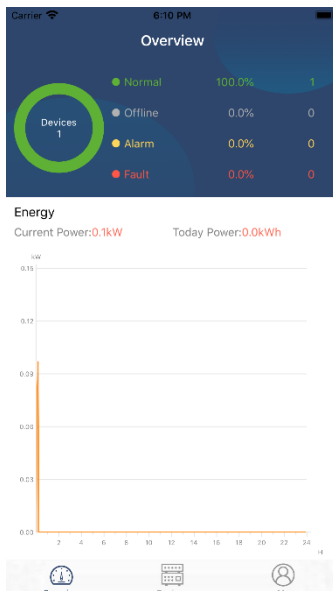 Carrier 6:10 PM
Overview
Devices
1
Normal 100.0% 1
Offline 0.0% 0
Alarm 0.0% 0
Fault 0.0% 0
Energy
Current Power:0.1kW Today Power:0.0kWh
kW
0.15
0.12
0.09
0.06
0.03
0.00
2 4 6 8 10 12 14 16 18 20 22 24
H